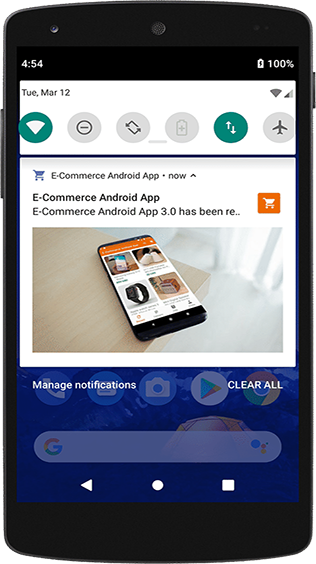 4:54 100%
Tue, Mar 12
E-Commerce Android App • now
E-Commerce Android App
E-Commerce Android App 3.0 has been re..
Manage notifications CLEAR ALL